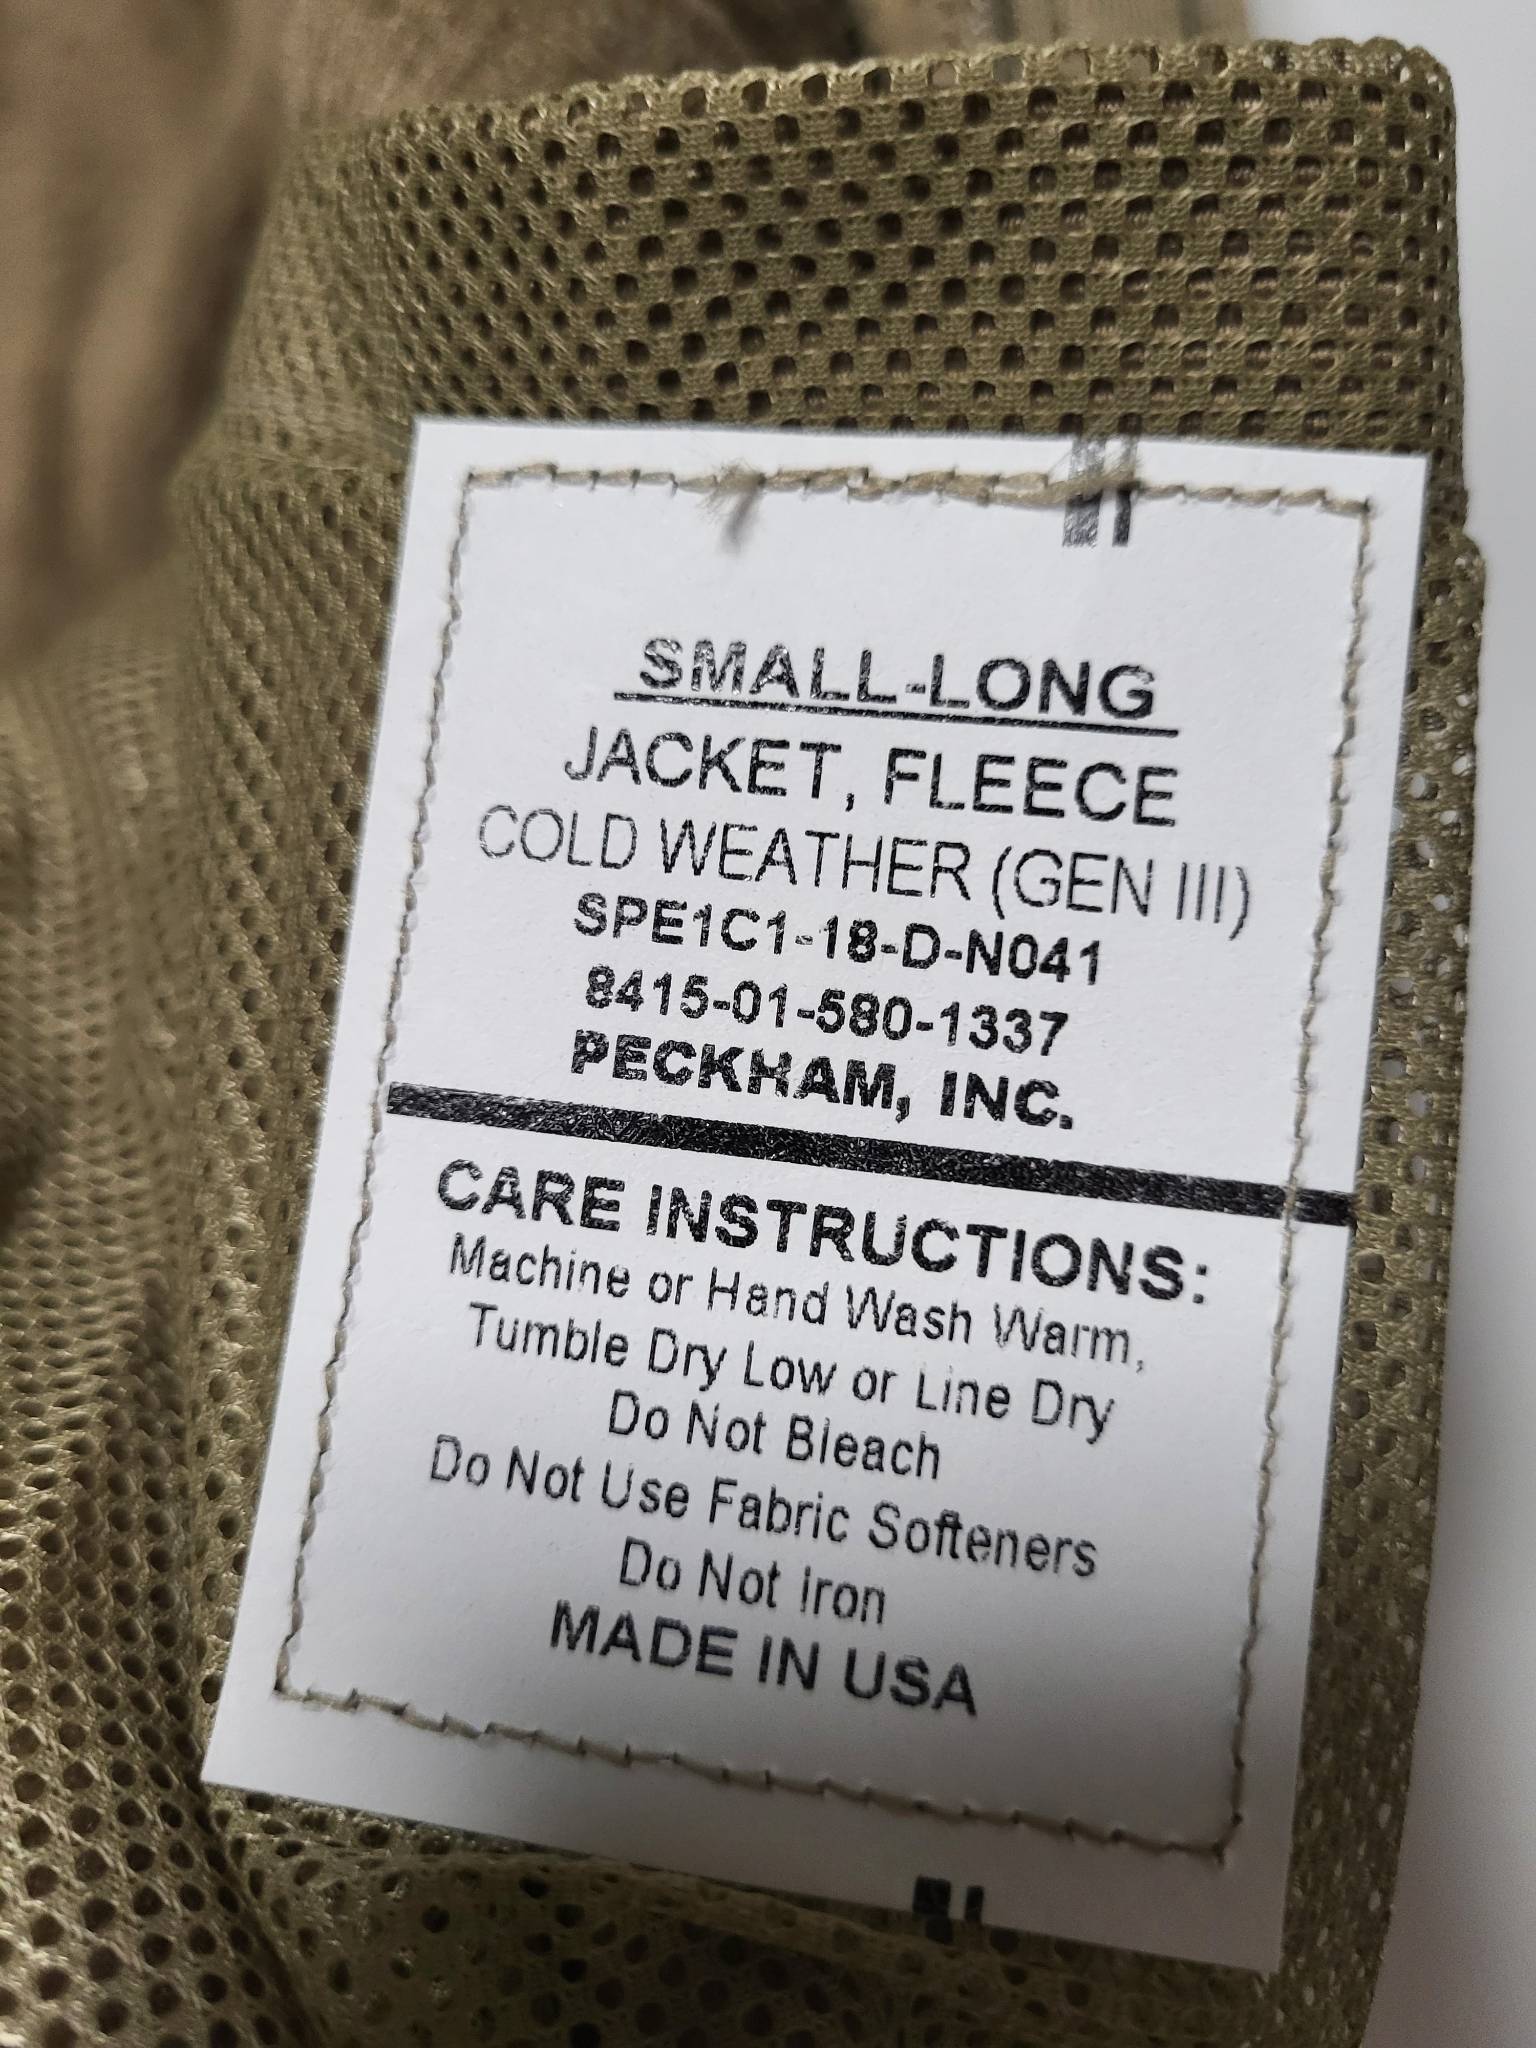 SMALL-LONG
JACKET, FLEECE
COLD WEATHER (GEN III)
SPE1C1-18-D-N041
8415-01-580-1337
PECKHAM, INC.
CARE INSTRUCTIONS:
Machine or Hand Wash Warm,
Tumble Dry Low or Line Dry
Do Not Bleach
Do Not Use Fabric Softeners
Do Not Iron
MADE IN USA